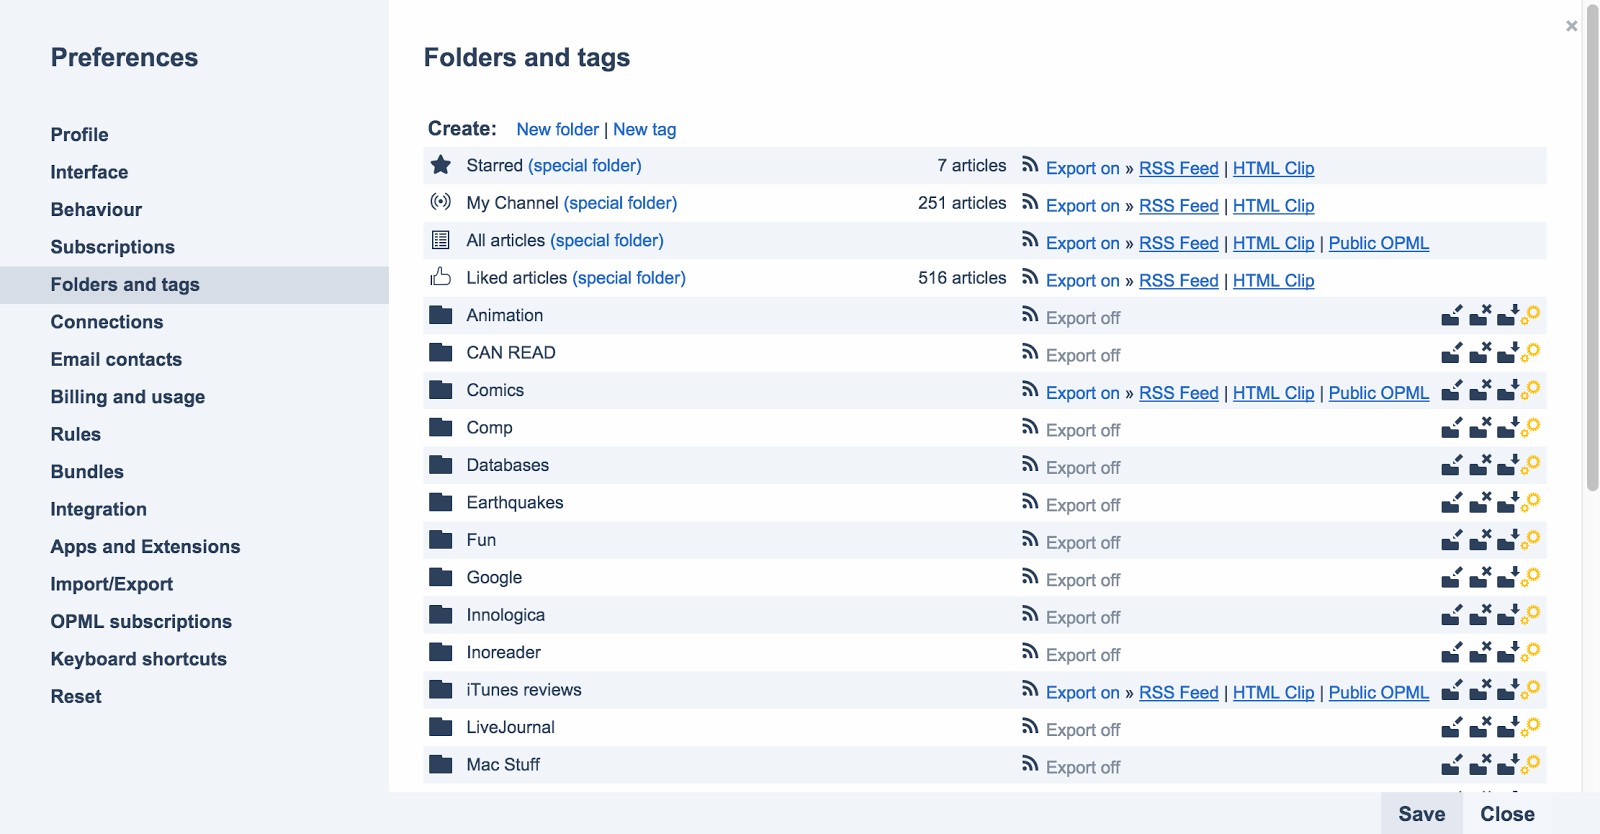 Preferences
Profile
Interface
Behaviour
Subscriptions
Folders and tags
Connections
Email contacts
Billing and usage
Rules
Bundles
Integration
Apps and Extensions
Import/Export
OPML subscriptions
Keyboard shortcuts
Reset
Folders and tags
Create: New folder | New tag
Starred (special folder) 7 articles Export on » RSS Feed | HTML Clip
My Channel (special folder) 251 articles Export on » RSS Feed | HTML Clip
All articles (special folder) Export on » RSS Feed | HTML Clip | Public OPML
Liked articles (special folder) 516 articles Export on » RSS Feed | HTML Clip
Animation Export off
CAN READ Export off
Comics Export on » RSS Feed | HTML Clip | Public OPML
Comp Export off
Databases Export off
Earthquakes Export off
Fun Export off
Google Export off
Innologica Export off
Inoreader Export off
iTunes reviews Export on » RSS Feed | HTML Clip | Public OPML
LiveJournal Export off
Mac Stuff Export off
Save Close